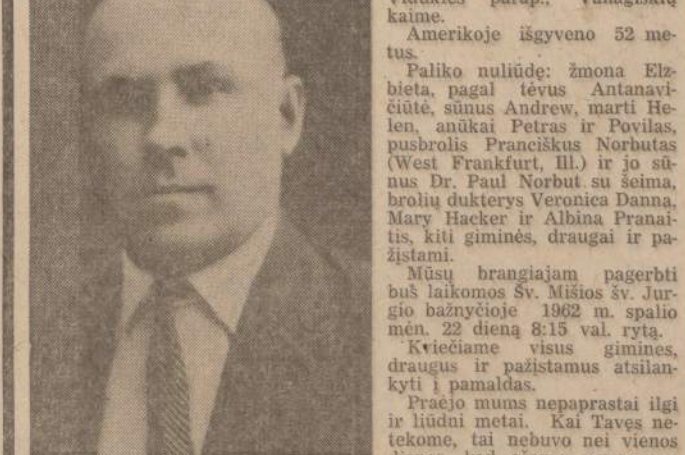 kaime.
Amerikoje išgyveno 52 me-
tus.
Paliko nuliūdę: žmona Elz-
bieta, pagal tėvus Antanavi-
čiūtė, sūnus Andrew, marti He-
len, anūkai Petras ir Povilas,
pusbrolis Pranciškus Norbutas
(West Frankfurt, Ill.) ir jo sū-
nus Dr. Paul Norbut su šeima,
brolių dukterys Veronica Danna,
Mary Hacker ir Albina Pranai-
tis, kiti giminės, draugai ir pa-
žįstami.
Mūsų brangiajam pagerbti
bus laikomos Šv. Mišios šv. Jur-
gio bažnyčioje 1962 m. spalio
mėn. 22 dieną 8:15 val. rytą.
Kviečiame visus gimines,
draugus ir pažįstamus atsilan-
kyti į pamaldas.
Praėjo mums nepaprastai ilgi
ir liūdni metai. Kai Tavęs ne-
tekome, tai nebuvo nei vienos